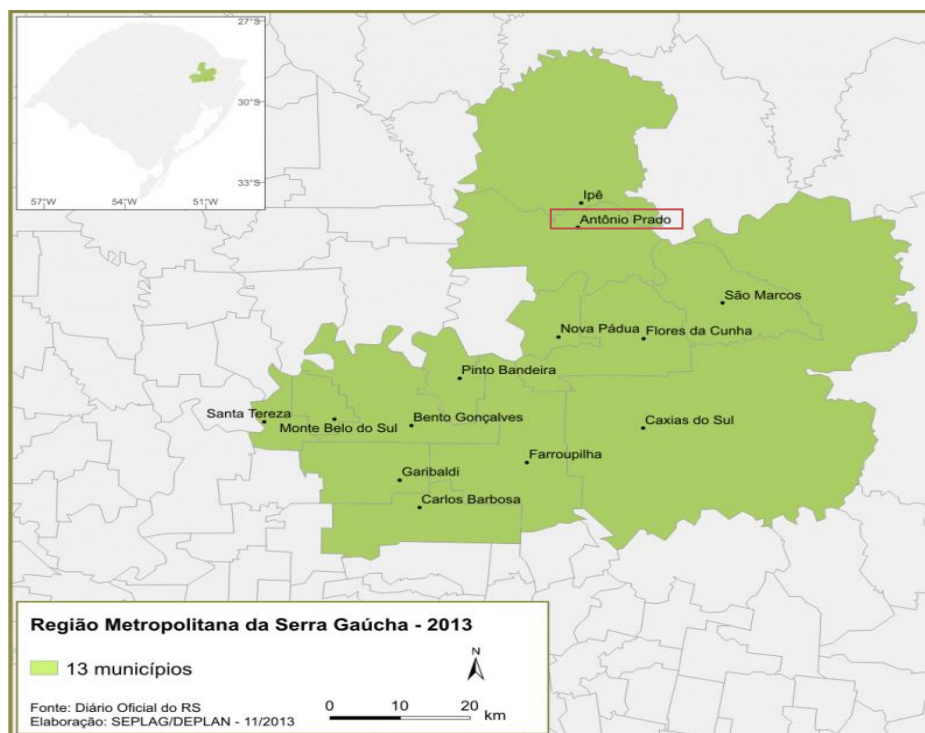 27°S
30°S
33°S
57°W
54°W
51°W
Ipê
Antônio Prado
São Marcos
Nova Pádua
Flores da Cunha
Pinto Bandeira
Santa Tereza
Monte Belo do Sul
Bento Gonçalves
Caxias do Sul
Farroupilha
Garibaldi
Carlos Barbosa
Região Metropolitana da Serra Gaúcha - 2013
13 municípios
N
Fonte: Diário Oficial do RS
Elaboração: SEPLAG/DEPLAN - 11/2013
0 10 20 km